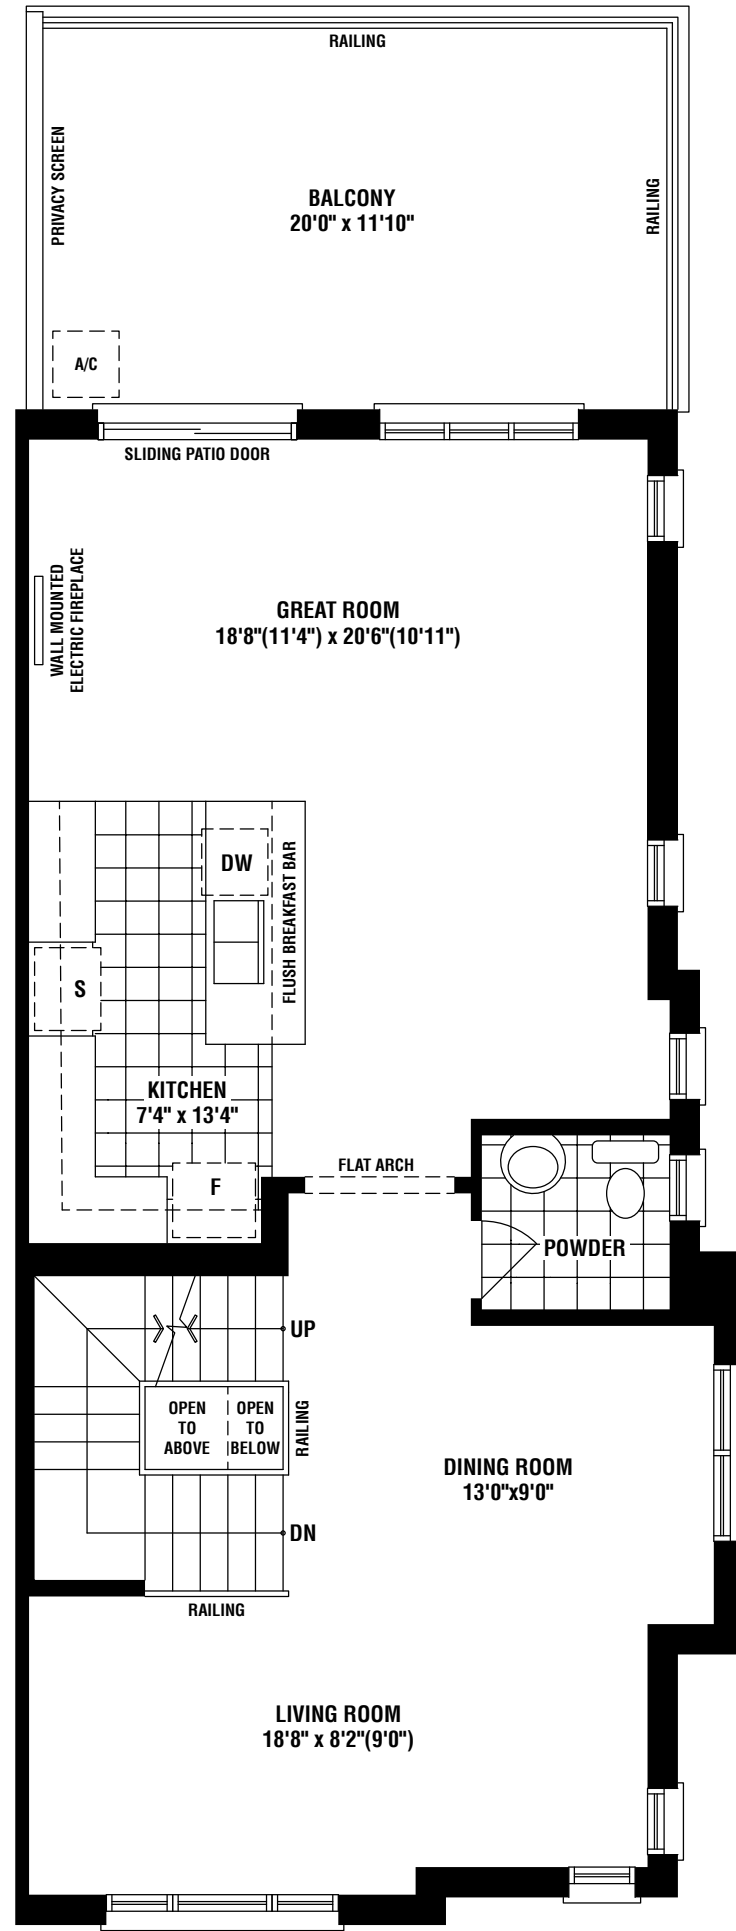 RAILING
PRIVACY SCREEN
BALCONY
20'0" x 11'10"
RAILING
A/C
SLIDING PATIO DOOR
WALL MOUNTED
ELECTRIC FIREPLACE
GREAT ROOM
18'8"(11'4") x 20'6"(10'11")
DW
FLUSH BREAKFAST BAR
S
KITCHEN
7'4" x 13'4"
F
FLAT ARCH
POWDER
UP
OPEN
TO
ABOVE
OPEN
TO
BELOW
RAILING
DINING ROOM
13'0"x9'0"
DN
RAILING
LIVING ROOM
18'8" x 8'2"(9'0")